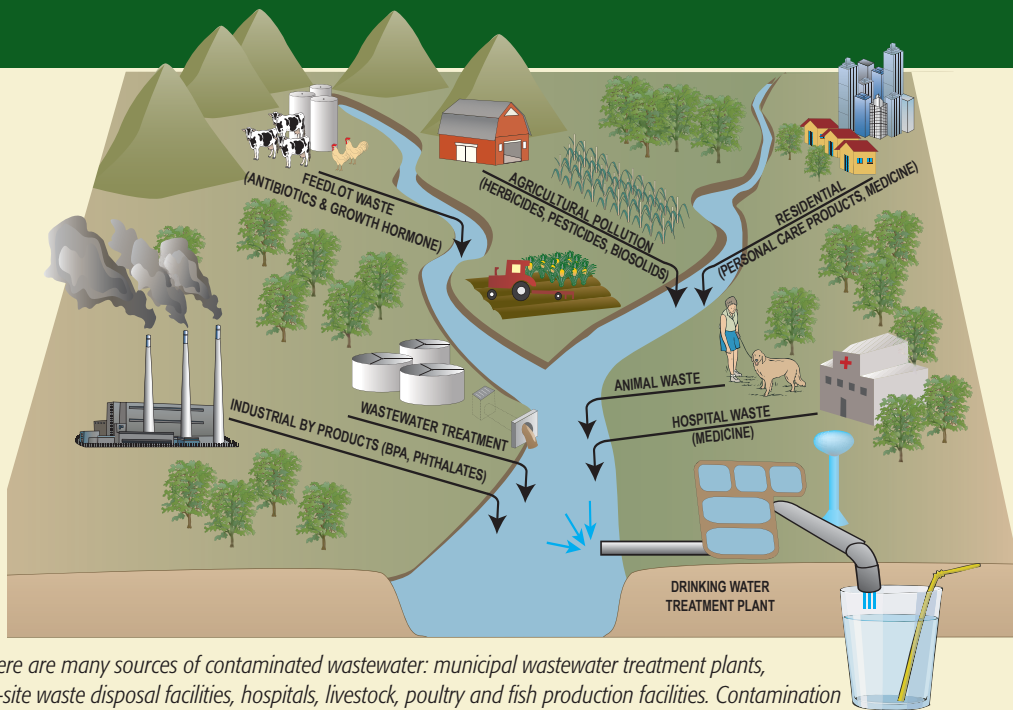 FEEDLOT WASTE
(ANTIBIOTICS & GROWTH HORMONE)
AGRICULTURAL POLLUTION
(HERBICIDES, PESTICIDES, BIOSOLIDS)
RESIDENTIAL
(PERSONAL CARE PRODUCTS, MEDICINE)
ANIMAL WASTE
HOSPITAL WASTE
(MEDICINE)
WASTEWATER TREATMENT
INDUSTRIAL BY PRODUCTS (BPA, PHTHALATES)
DRINKING WATER
TREATMENT PLANT
ere are many sources of contaminated wastewater: municipal wastewater treatment plants,
-site waste disposal facilities, hospitals, livestock, poultry and fish production facilities. Contamination